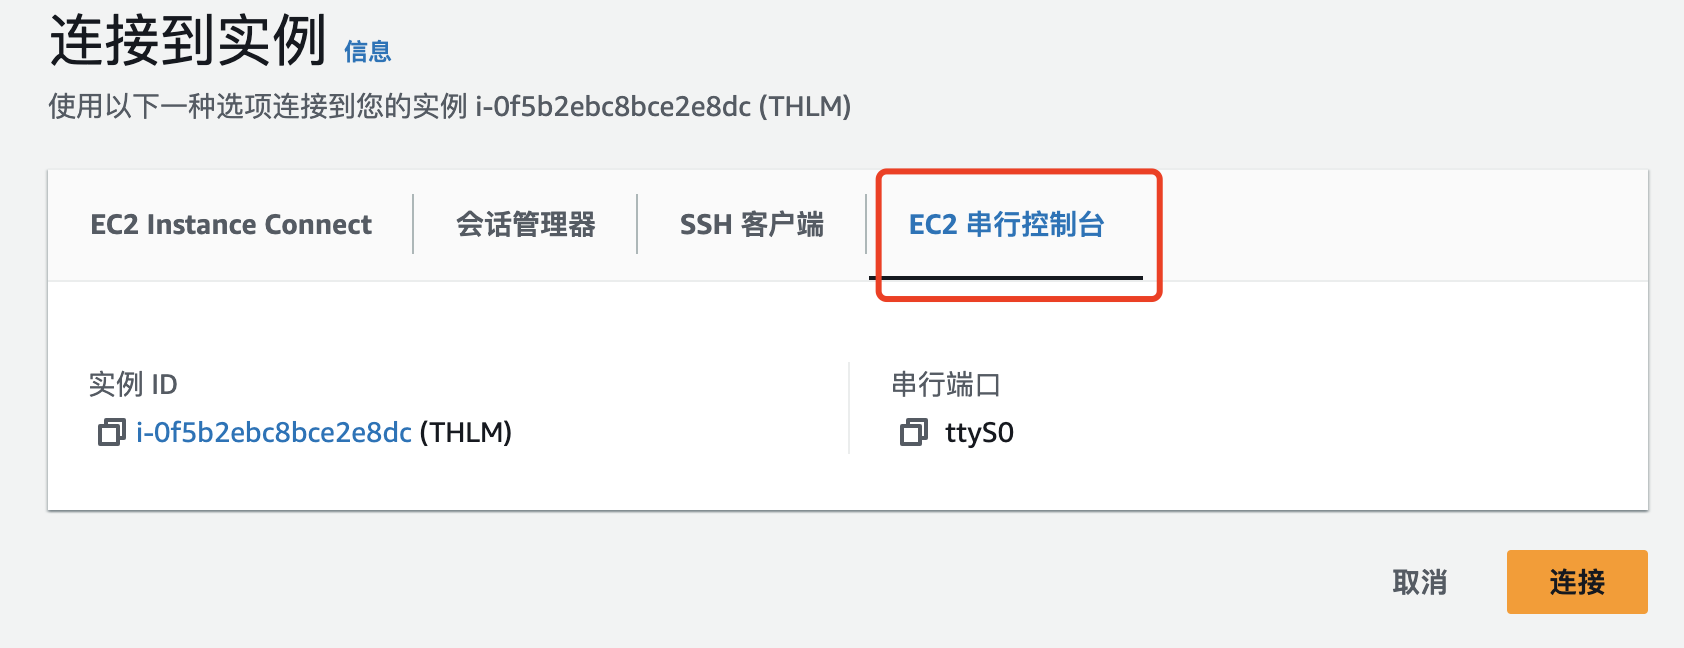 连接到实例 信息
使用以下一种选项连接到您的实例 i-0f5b2ebc8bce2e8dc (THLM)
EC2 Instance Connect 会话管理器 SSH 客户端 EC2 串行控制台
实例 ID 串行端口
i-0f5b2ebc8bce2e8dc (THLM) ttyS0
取消 连接